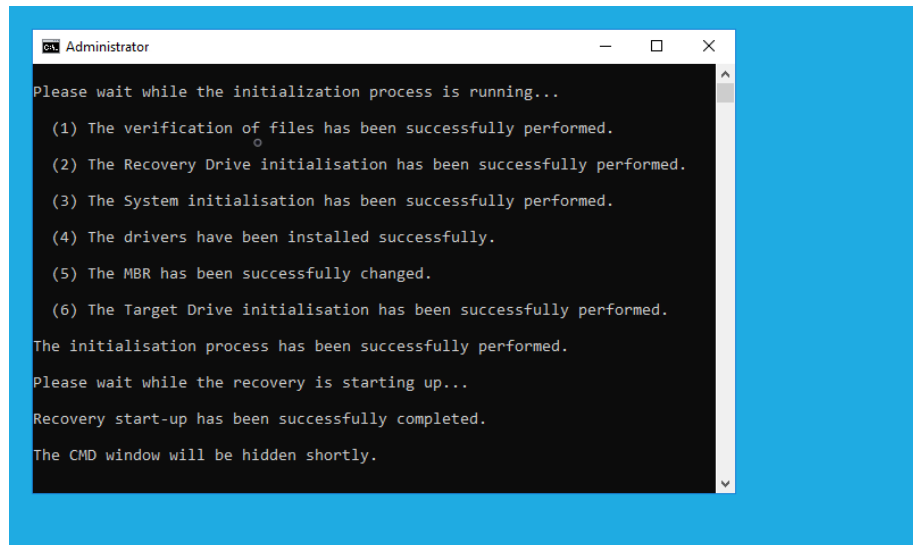 Administrator
Please wait while the initialization process is running...
(1) The verification of files has been successfully performed.
(2) The Recovery Drive initialisation has been successfully performed.
(3) The System initialisation has been successfully performed.
(4) The drivers have been installed successfully.
(5) The MBR has been successfully changed.
(6) The Target Drive initialisation has been successfully performed.
The initialisation process has been successfully performed.
Please wait while the recovery is starting up...
Recovery start-up has been successfully completed.
The CMD window will be hidden shortly.